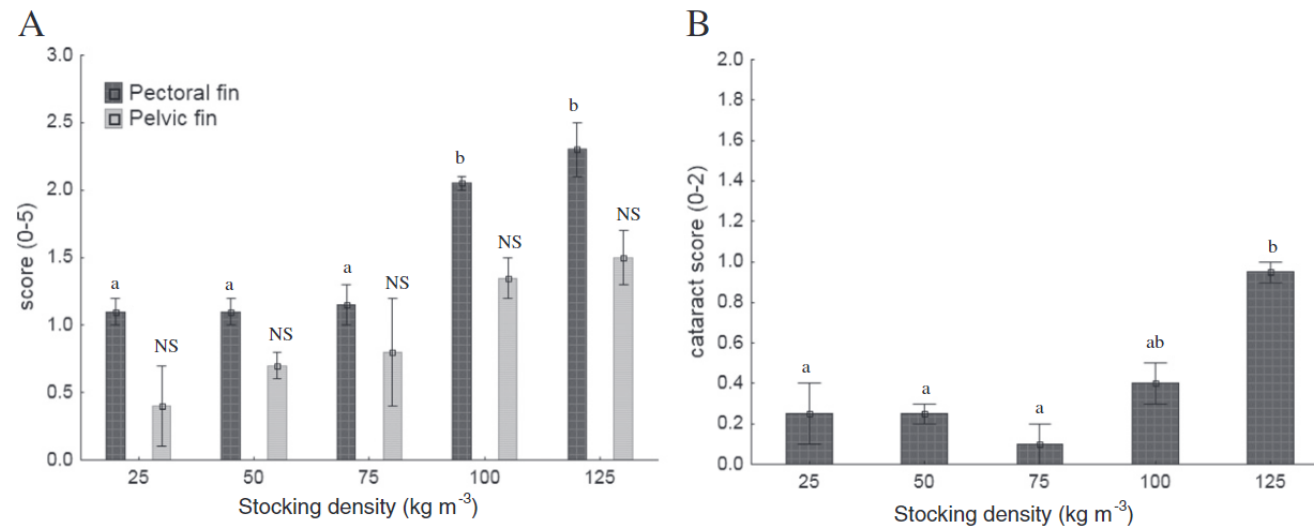 A
3.0
2.5
2.0
1.5
1.0
0.5
0.0
score (0-5)
Pectoral fin
Pelvic fin
a
NS
a
NS
a
NS
b
NS
b
NS
25
50
75
100
125
Stocking density (kg m⁻³)
B
2.0
1.8
1.6
1.4
1.2
1.0
0.8
0.6
0.4
0.2
0.0
cataract score (0-2)
a
a
a
ab
b
25
50
75
100
125
Stocking density (kg m⁻³)